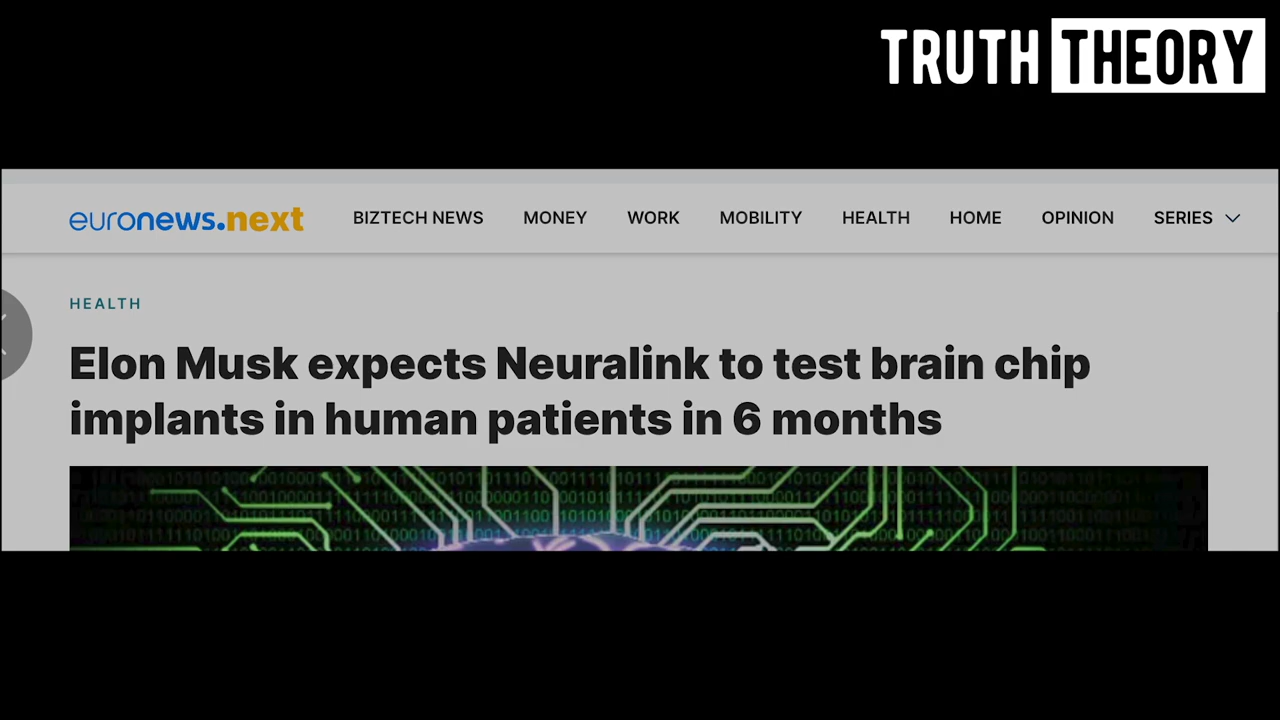 TRUTH THEORY
euronews.next BIZTECH NEWS MONEY WORK MOBILITY HEALTH HOME OPINION SERIES
HEALTH
Elon Musk expects Neuralink to test brain chip
implants in human patients in 6 months